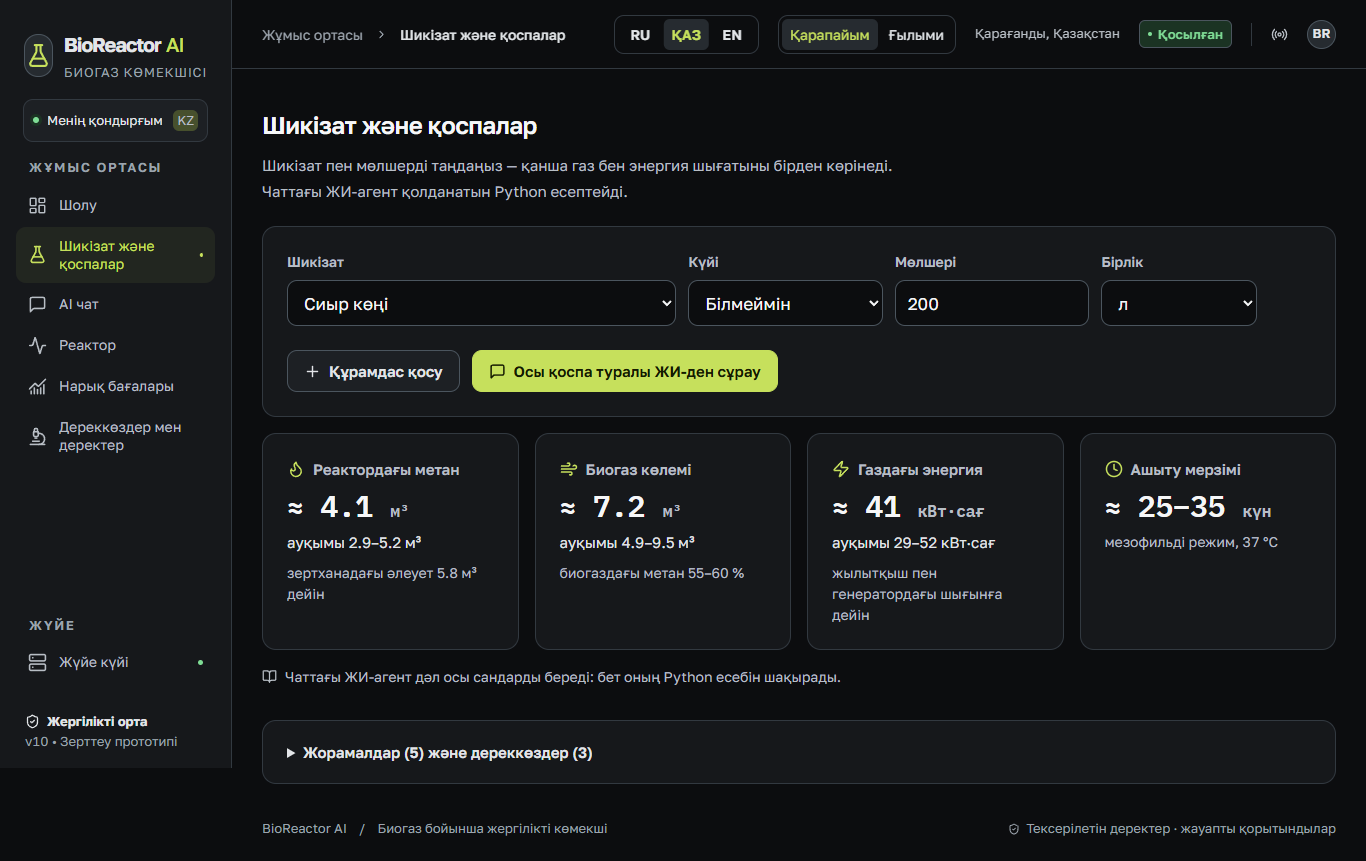 BioReactor AI
БИОГАЗ КӨМЕКШІСІ
Менің қондырғым KZ
ЖҰМЫС ОРТАСЫ
Шолу
Шикізат және
қоспалар
AI чат
Реактор
Нарық бағалары
Дереккөздер мен
деректер
ЖҮЙЕ
Жүйе күйі
Жергілікті орта
v10 • Зерттеу прототипі
Жұмыс ортасы > Шикізат және қоспалар
RU ҚАЗ EN
Қарапайым Ғылыми
Қарағанды, Қазақстан
• Қосылған
BR
Шикізат және қоспалар
Шикізат пен мөлшерді таңдаңыз — қанша газ бен энергия шығатыны бірден көрінеді.
Чаттағы ЖИ-агент қолданатын Python есептейді.
Шикізат Күйі Мөлшері Бірлік
Сиыр көңі Білмеймін 200 л
+ Құрамдас қосу Осы қоспа туралы ЖИ-ден сұрау
Реактордағы метан
≈ 4.1 м³
ауқымы 2.9–5.2 м³
зертханадағы әлеует 5.8 м³
дейін
Биогаз көлемі
≈ 7.2 м³
ауқымы 4.9–9.5 м³
биогаздағы метан 55–60 %
Газдағы энергия
≈ 41 кВт·сағ
ауқымы 29–52 кВт·сағ
жылытқыш пен
генератордағы шығынға
дейін
Ашыту мерзімі
≈ 25–35 күн
мезофильді режим, 37 °C
Чаттағы ЖИ-агент дәл осы сандарды береді: бет оның Python есебін шақырады.
▶ Жорамалдар (5) және дереккөздер (3)
BioReactor AI / Биогаз бойынша жергілікті көмекші
Тексерілетін деректер · жауапты қорытындылар